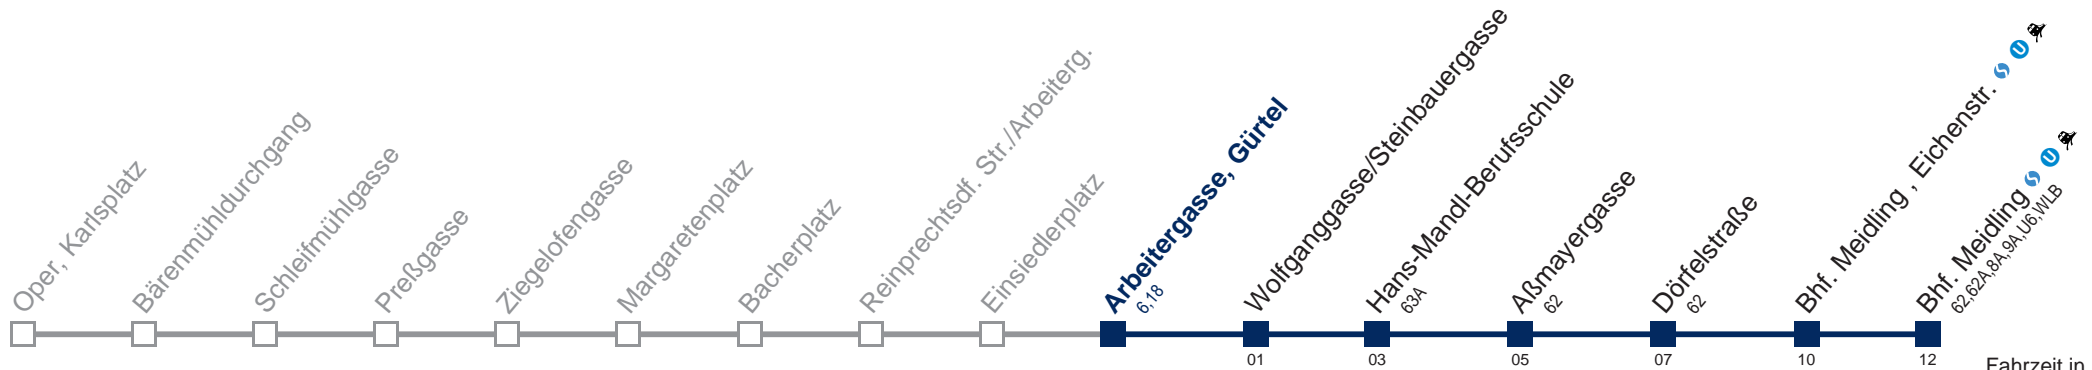 Oper, Karlsplatz
Bärenmühldurchgang
Schleifmühlgasse
Preßgasse
Ziegelofengasse
Margaretenplatz
Bacherplatz
Reinprechtsdf. Str./Arbeiterg.
Einsiedlerplatz
Arbeitergasse, Gürtel
6,18
Wolfganggasse/Steinbauergasse
Hans-Mandl-Berufsschule
63A
Aßmayergasse
62
Dörfelstraße
62
Bhf. Meidling , Eichenstr. S U
Bhf. Meidling S U
62,62A,8A,9A,U6,WLB
01
03
05
07
10
12
Fahrzeit in